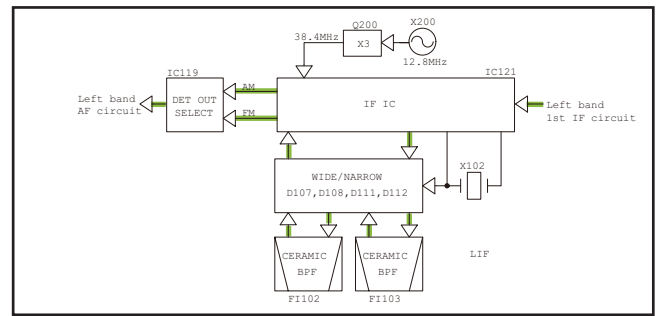 Q200
X200
38.4MHz
X3
12.8MHz
IC119
IC121
AM
Left band
AF circuit
DET OUT
SELECT
IF IC
Left band
1st IF circuit
FM
X102
WIDE/NARROW
D107,D108,D111,D112
CERAMIC
BPF
CERAMIC
BPF
LIF
FI102
FI103